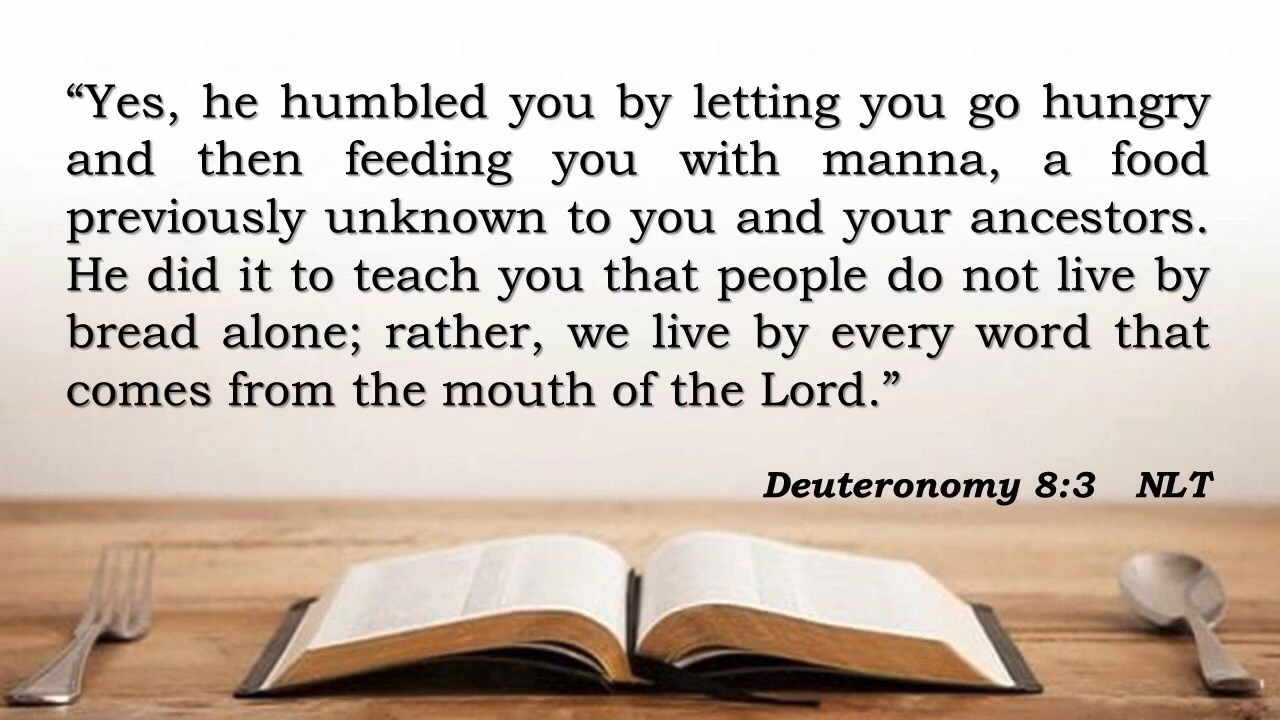 “Yes, he humbled you by letting you go hungry
and then feeding you with manna, a food
previously unknown to you and your ancestors.
He did it to teach you that people do not live by
bread alone; rather, we live by every word that
comes from the mouth of the Lord.”
Deuteronomy 8:3 NLT